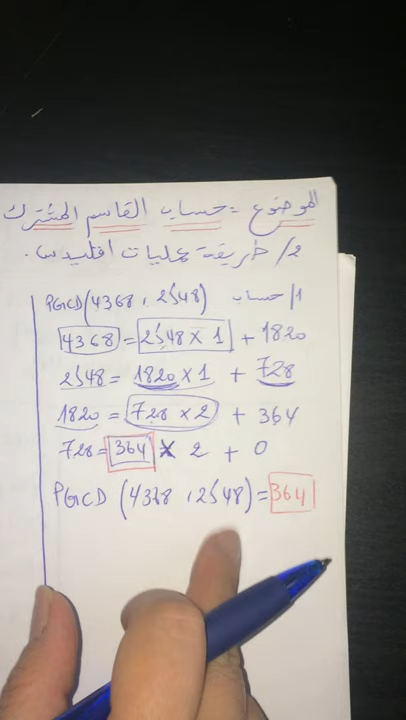 الموضوع = حساب القاسم المشترك
2/ طريقة عمليات اقليدس.
1/ حساب PGCD(4368 , 2548)
4368 = 2548 × 1 + 1820
2548 = 1820 × 1 + 728
1820 = 728 × 2 + 364
728 = 364 × 2 + 0
PGCD (4368 , 2548) = 364